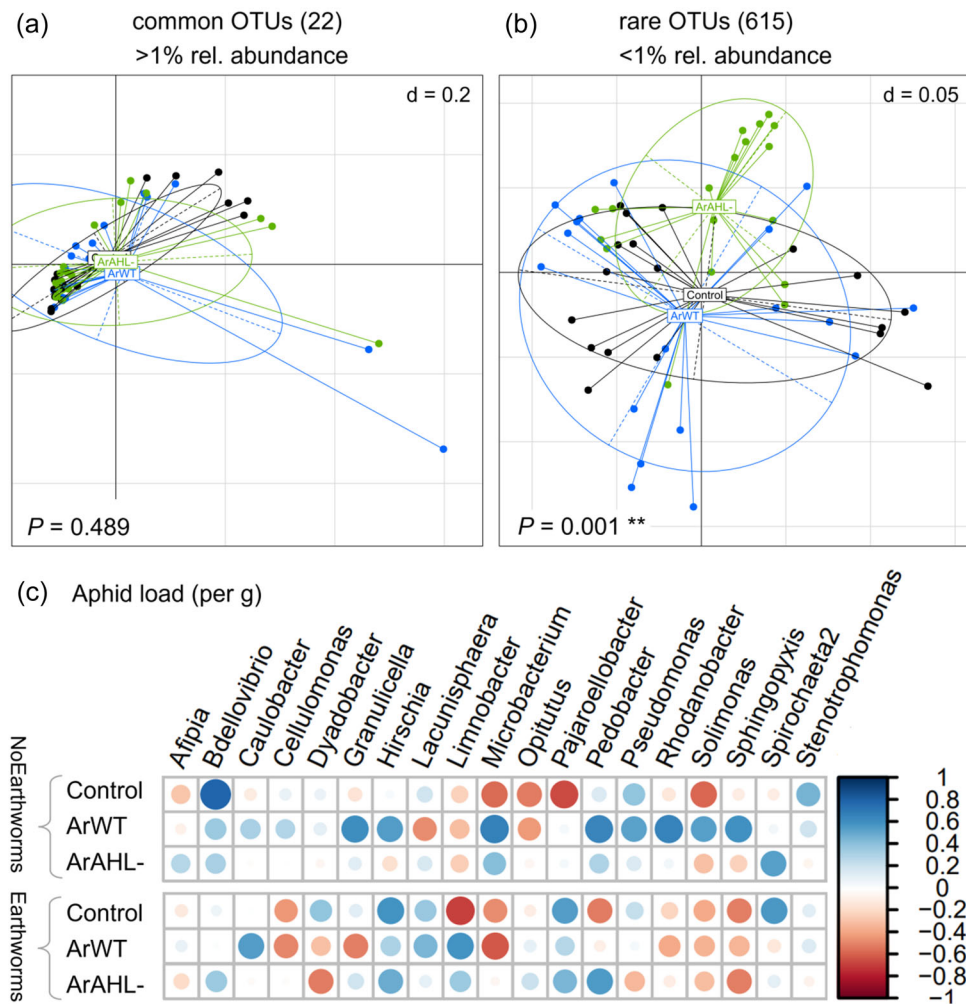 (a) common OTUs (22)
>1% rel. abundance
d = 0.2
ArAHL-
ArWT
P = 0.489
(b) rare OTUs (615)
<1% rel. abundance
d = 0.05
ArAHL-
Control
ArWT
P = 0.001 **
(c) Aphid load (per g)
Afipia
Bdellovibrio
Caulobacter
Cellulomonas
Dyadobacter
Granulicella
Hirschia
Lacunisphaera
Limnobacter
Microbacterium
Opitutus
Pajaroellobacter
Pedobacter
Pseudomonas
Rhodanobacter
Solimonas
Sphingopyxis
Spirochaeta2
Stenotrophomonas
NoEarthworms
Control
ArWT
ArAHL-
Earthworms
Control
ArWT
ArAHL-
1
0.8
0.6
0.4
0.2
0
−0.2
−0.4
−0.6
−0.8
−1